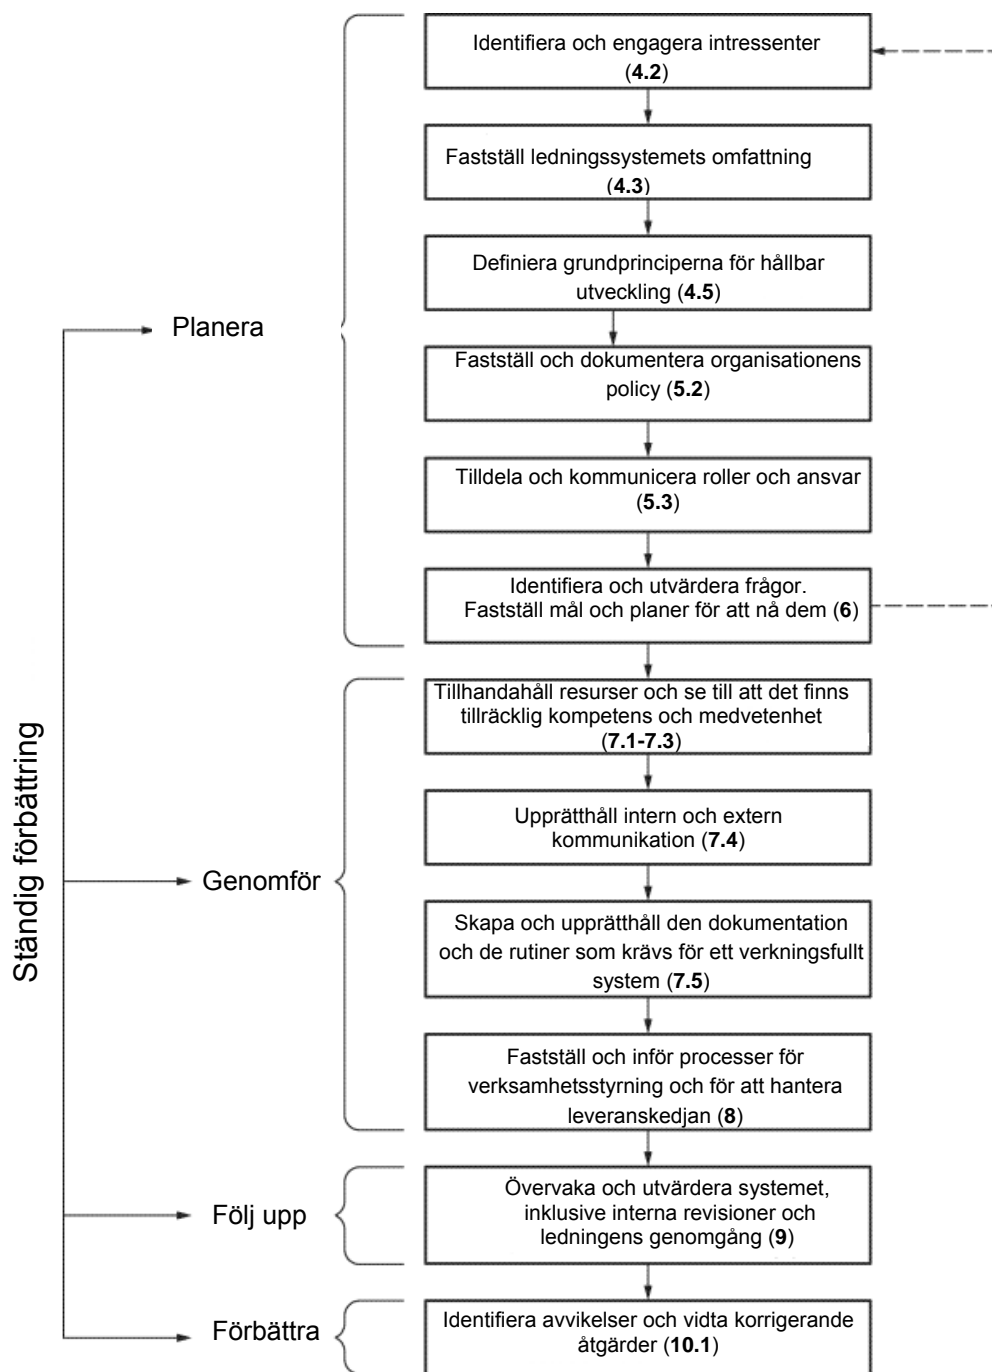 Identifiera och engagera intressenter
(4.2)
Fastställ ledningssystemets omfattning
(4.3)
Definiera grundprinciperna för hållbar
utveckling (4.5)
Planera
Fastställ och dokumentera organisationens
policy (5.2)
Tilldela och kommunicera roller och ansvar
(5.3)
Identifiera och utvärdera frågor.
Fastställ mål och planer för att nå dem (6)
Ständig förbättring
Tillhandahåll resurser och se till att det finns
tillräcklig kompetens och medvetenhet
(7.1-7.3)
Upprätthåll intern och extern
kommunikation (7.4)
Genomför
Skapa och upprätthåll den dokumentation
och de rutiner som krävs för ett verkningsfullt
system (7.5)
Fastställ och inför processer för
verksamhetsstyrning och för att hantera
leveranskedjan (8)
Följ upp
Övervaka och utvärdera systemet,
inklusive interna revisioner och
ledningens genomgång (9)
Förbättra
Identifiera avvikelser och vidta korrigerande
åtgärder (10.1)